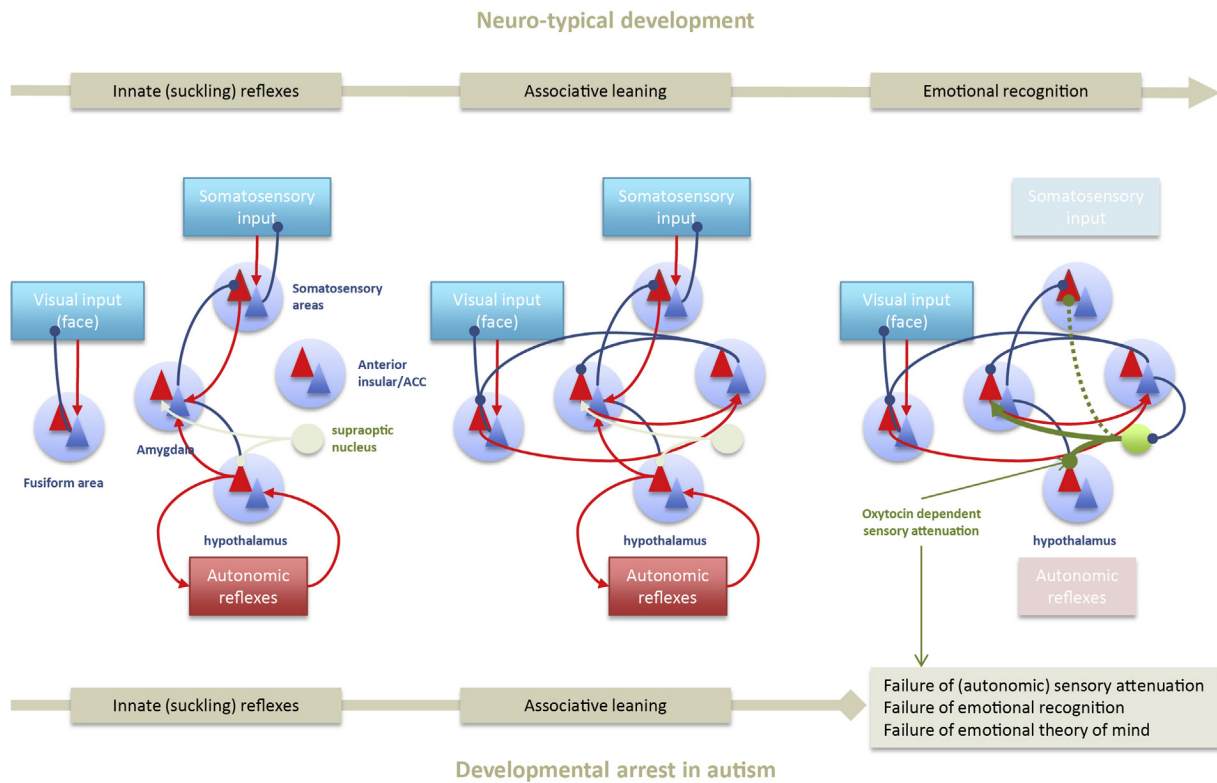 Neuro-typical development
Innate (suckling) reflexes
Associative leaning
Emotional recognition
Somatosensory
input
Visual input
(face)
Somatosensory
areas
Anterior
insular/ACC
supraoptic
nucleus
Amygdala
Fusiform area
hypothalamus
Autonomic
reflexes
Somatosensory
input
Visual input
(face)
hypothalamus
Autonomic
reflexes
Somatosensory
input
Visual input
(face)
Oxytocin dependent
sensory attenuation
hypothalamus
Autonomic
reflexes
Innate (suckling) reflexes
Associative leaning
Failure of (autonomic) sensory attenuation
Failure of emotional recognition
Failure of emotional theory of mind
Developmental arrest in autism